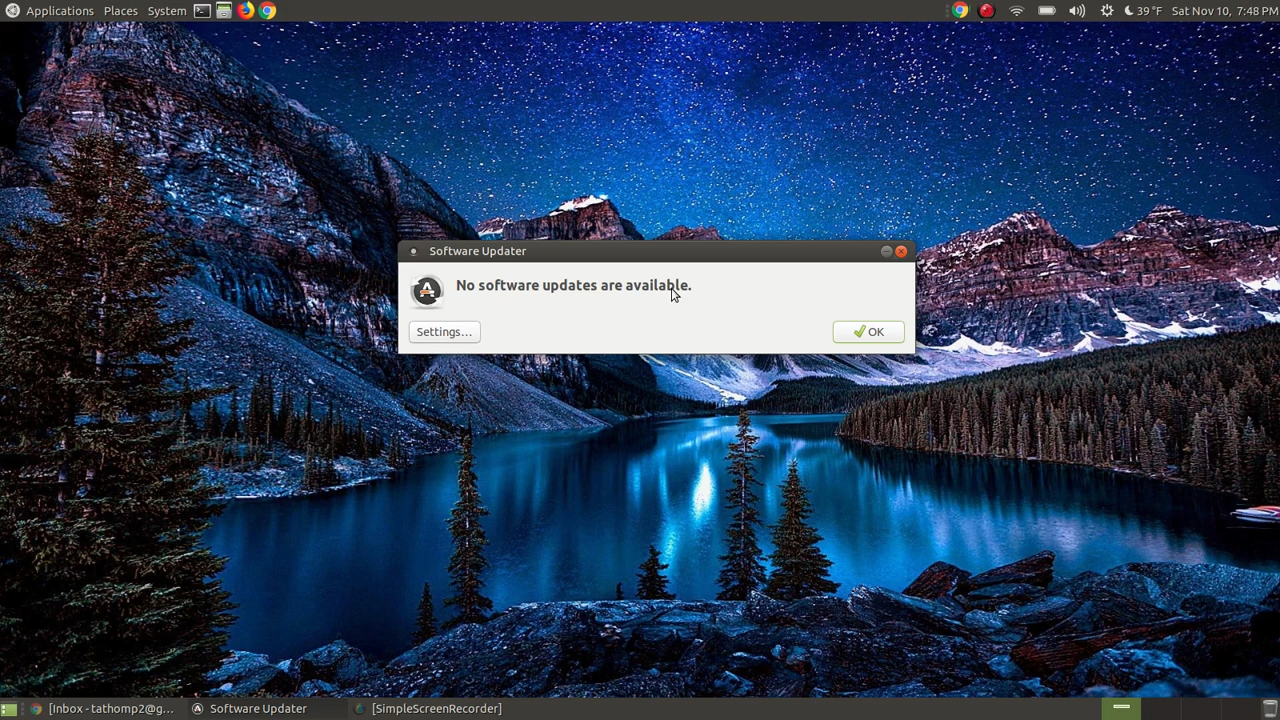 Applications Places System 39 °F Sat Nov 10, 7:48 PM
Software Updater
No software updates are available.
Settings...
OK
[Inbox - tathomp2@g... Software Updater [SimpleScreenRecorder]